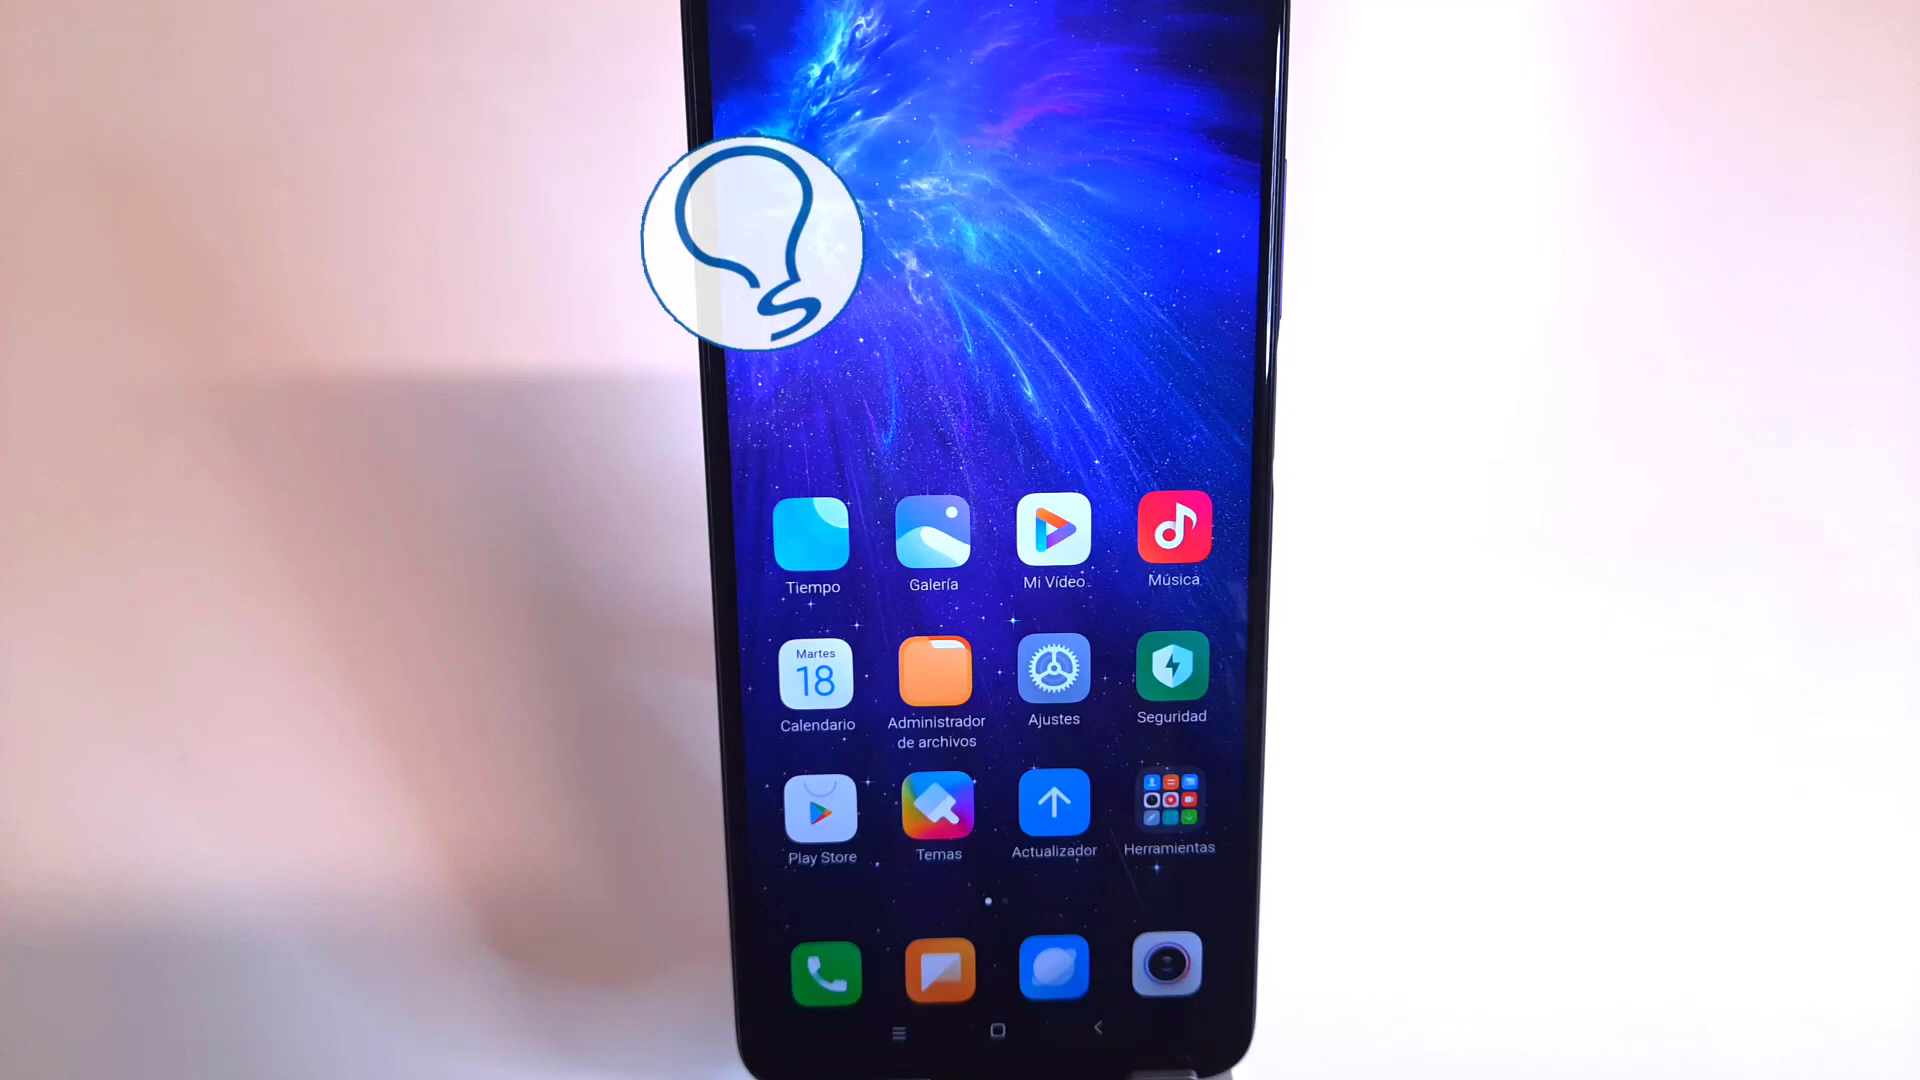 Tiempo
Galería
Mi Vídeo
Música
Martes
18
Calendario
Administrador
de archivos
Ajustes
Seguridad
Play Store
Temas
Actualizador
Herramientas